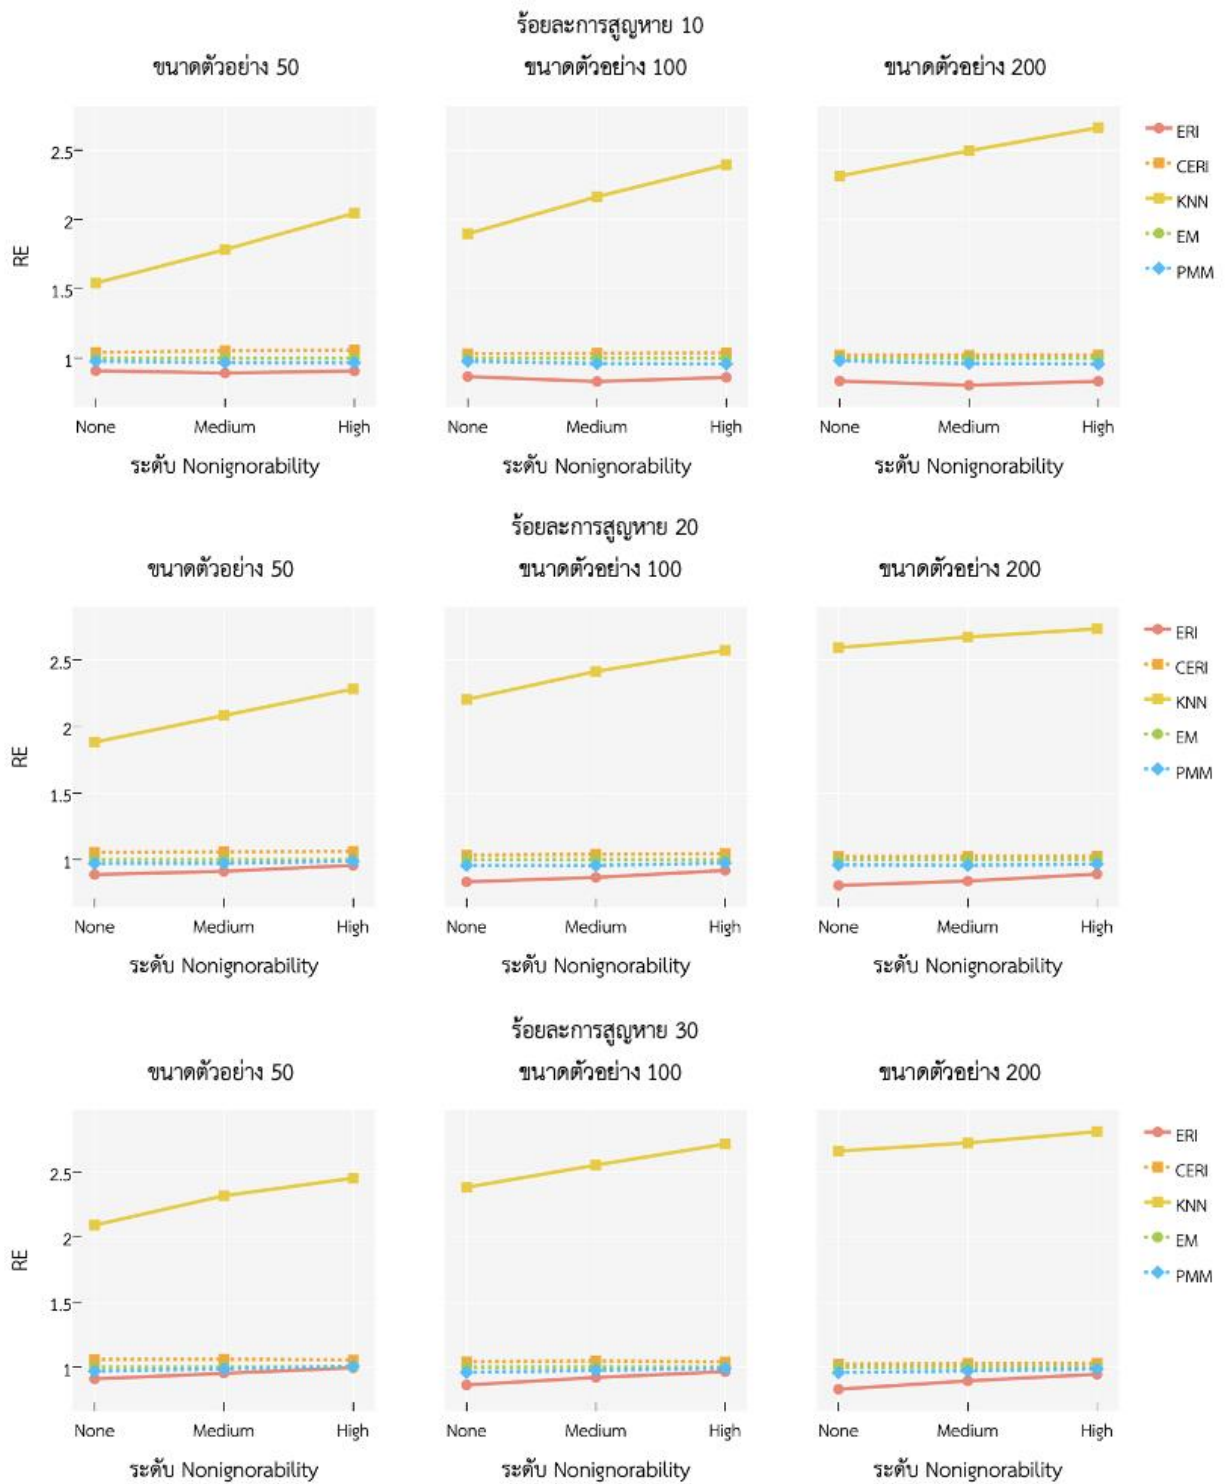 ร้อยละการสูญหาย 10
ขนาดตัวอย่าง 50 ขนาดตัวอย่าง 100 ขนาดตัวอย่าง 200
2.5
2
1.5
1
RE
None Medium High None Medium High None Medium High
ระดับ Nonignorability ระดับ Nonignorability ระดับ Nonignorability
ERI
CERI
KNN
EM
PMM
ร้อยละการสูญหาย 20
ขนาดตัวอย่าง 50 ขนาดตัวอย่าง 100 ขนาดตัวอย่าง 200
2.5
2
1.5
1
RE
None Medium High None Medium High None Medium High
ระดับ Nonignorability ระดับ Nonignorability ระดับ Nonignorability
ERI
CERI
KNN
EM
PMM
ร้อยละการสูญหาย 30
ขนาดตัวอย่าง 50 ขนาดตัวอย่าง 100 ขนาดตัวอย่าง 200
2.5
2
1.5
1
RE
None Medium High None Medium High None Medium High
ระดับ Nonignorability ระดับ Nonignorability ระดับ Nonignorability
ERI
CERI
KNN
EM
PMM